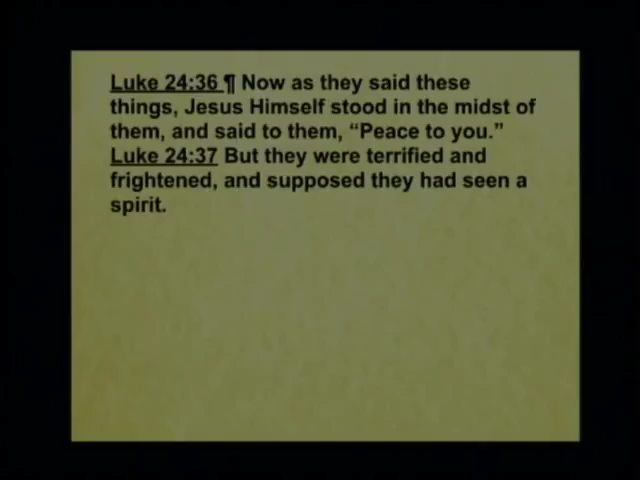 Luke 24:36 ¶ Now as they said these
things, Jesus Himself stood in the midst of
them, and said to them, “Peace to you.”
Luke 24:37 But they were terrified and
frightened, and supposed they had seen a
spirit.